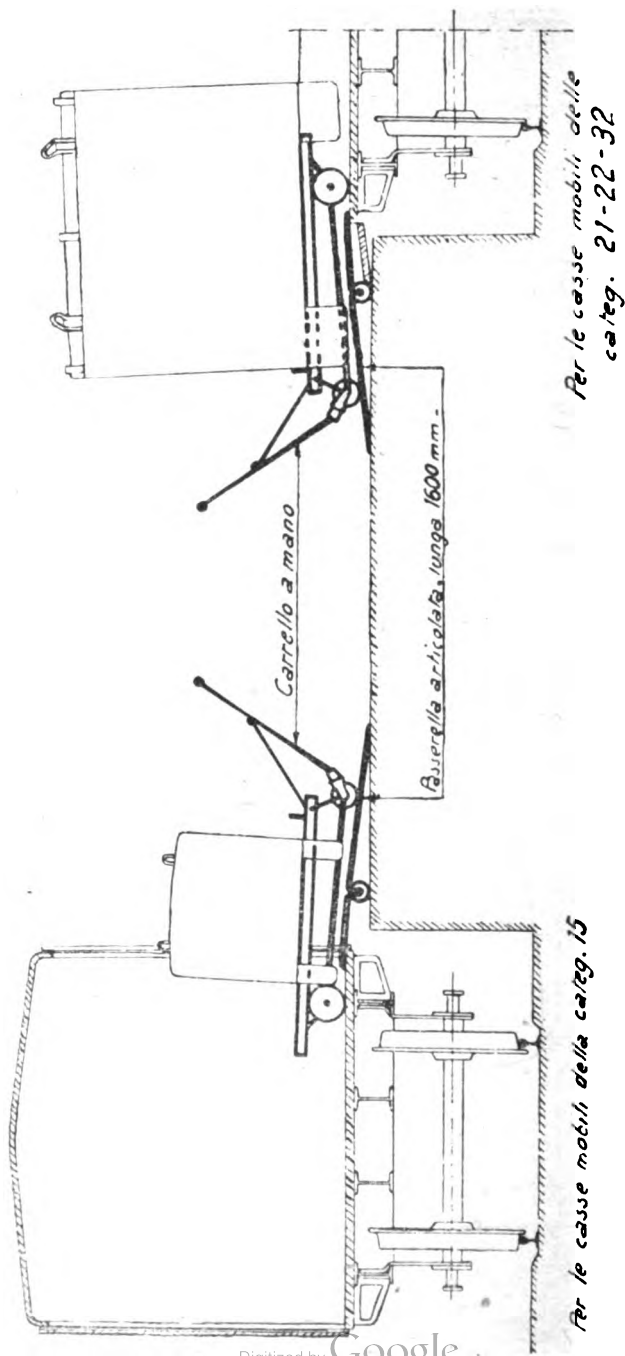 Carrello a mano
Passerella articolata, lunga 1600 mm.
Per le casse mobili della categ. 15
Per le casse mobili delle
categ. 21-22-32
Digitized by Google